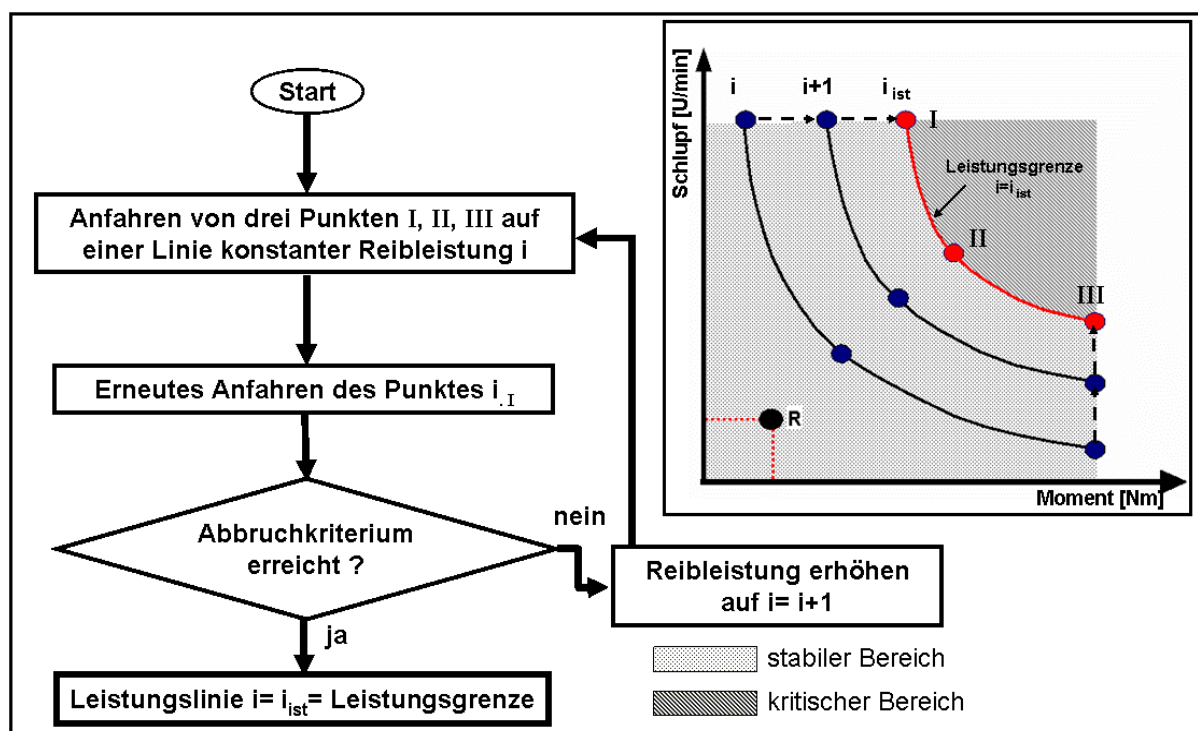 Start
Anfahren von drei Punkten I, II, III auf
einer Linie konstanter Reibleistung i
Erneutes Anfahren des Punktes i.I
Abbruchkriterium
erreicht ?
nein
Reibleistung erhöhen
auf i= i+1
ja
Leistungslinie i= iist= Leistungsgrenze
Schlupf [U/min]
i
i+1
i ist
I
Leistungsgrenze
i=iist
II
III
R
Moment [Nm]
stabiler Bereich
kritischer Bereich